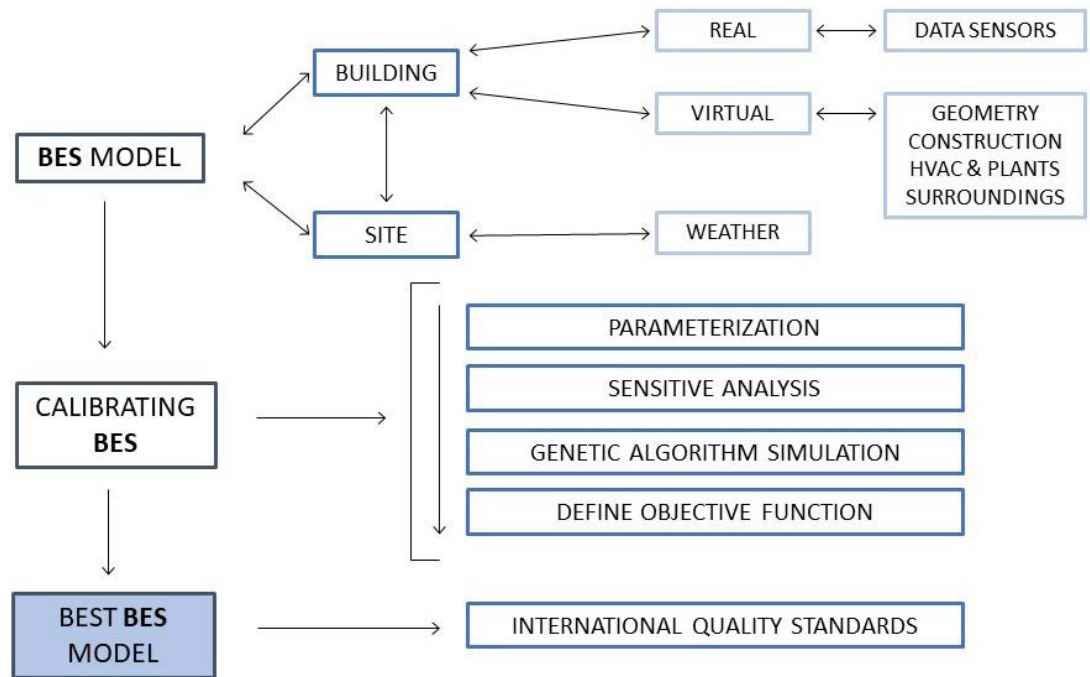 REAL
DATA SENSORS
BUILDING
VIRTUAL
GEOMETRY
CONSTRUCTION
HVAC & PLANTS
SURROUNDINGS
BES MODEL
SITE
WEATHER
PARAMETERIZATION
SENSITIVE ANALYSIS
CALIBRATING
BES
GENETIC ALGORITHM SIMULATION
DEFINE OBJECTIVE FUNCTION
BEST BES
MODEL
INTERNATIONAL QUALITY STANDARDS